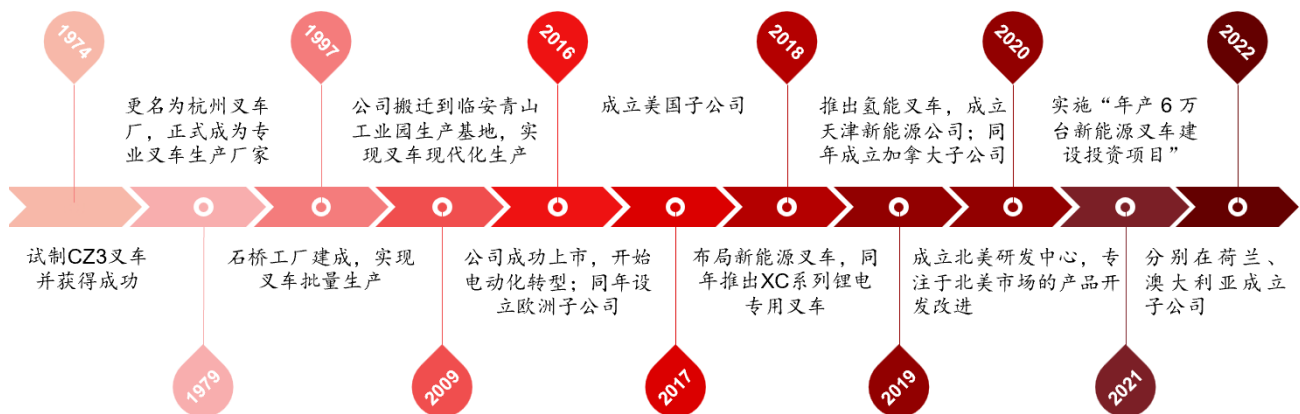 1974
1997
2016
2018
2020
2022
更名为杭州叉车
厂，正式成为专
业叉车生产厂家
公司搬迁到临安青山
工业园生产基地，实
现叉车现代化生产
成立美国子公司
推出氢能叉车，成立
天津新能源公司；同
年成立加拿大子公司
实施“年产 6 万
台新能源叉车建
设投资项目”
试制CZ3叉车
并获得成功
石桥工厂建成，实现
叉车批量生产
公司成功上市，开始
电动化转型；同年设
立欧洲子公司
布局新能源叉车，同
年推出XC系列锂电
专用叉车
成立北美研发中心，专
注于北美市场的产品开
发改进
分别在荷兰、
澳大利亚成立
子公司
1979
2009
2017
2019
2021